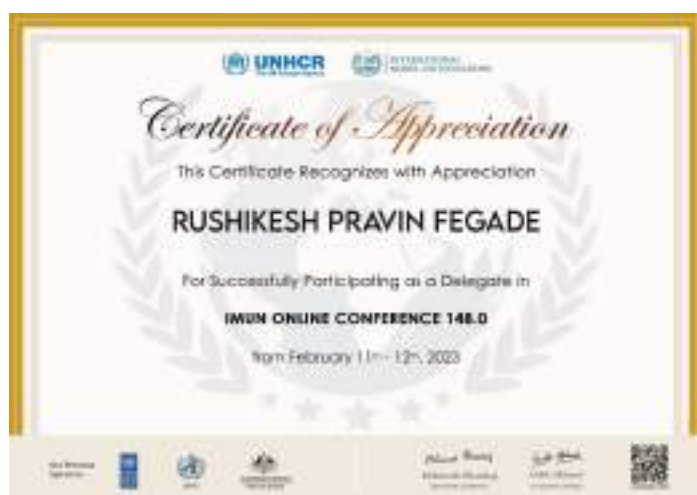 UNHCR
INTERNATIONAL
Certificate of Appreciation
This Certificate Recognizes with Appreciation
RUSHIKESH PRAVIN FEGADE
For Successfully Participating as a Delegate in
IMUN ONLINE CONFERENCE 148.0
from February 11th - 12th, 2023